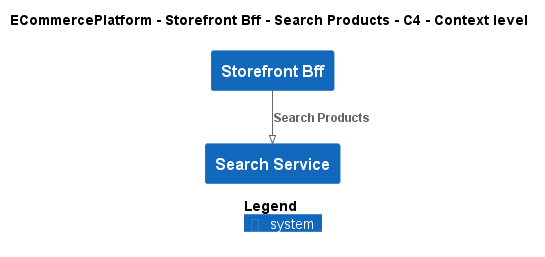 ECommercePlatform - Storefront Bff - Search Products - C4 - Context level
Storefront Bff
Search Products
Search Service
Legend
system